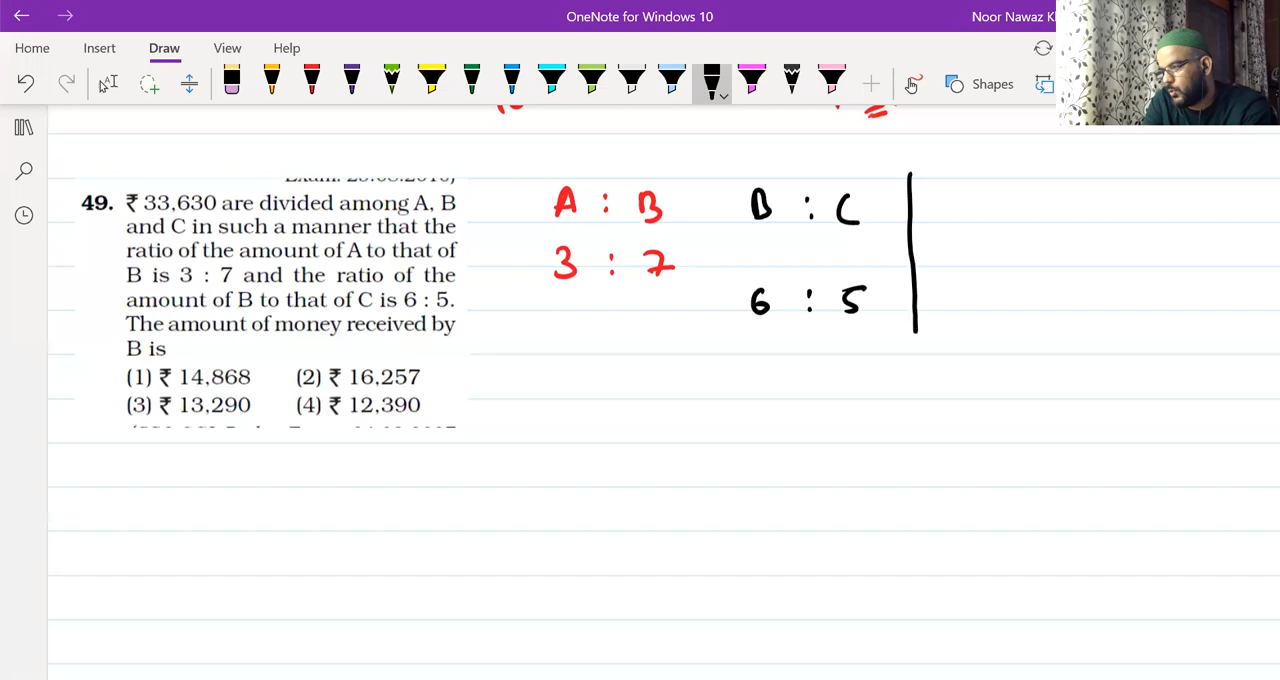 OneNote for Windows 10
Noor Nawaz K
Home Insert Draw View Help
Shapes
49. ₹ 33,630 are divided among A, B
and C in such a manner that the
ratio of the amount of A to that of
B is 3 : 7 and the ratio of the
amount of B to that of C is 6 : 5.
The amount of money received by
B is
(1) ₹ 14,868 (2) ₹ 16,257
(3) ₹ 13,290 (4) ₹ 12,390
A : B B : C
3 : 7
6 : 5